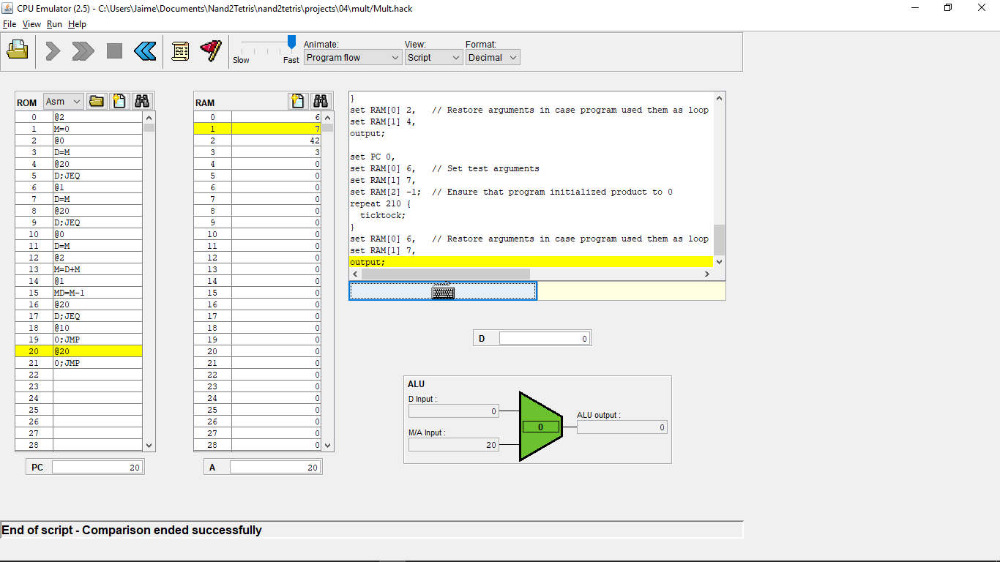 CPU Emulator (2.5) - C:\Users\Jaime\Documents\Nand2Tetris\nand2tetris\projects\04\mult/Mult.hack
File View Run Help
Slow Fast
Animate:
Program flow
View:
Script
Format:
Decimal
ROM Asm
0 @2
1 M=0
2 @0
3 D=M
4 @20
5 D;JEQ
6 @1
7 D=M
8 @20
9 D;JEQ
10 @0
11 D=M
12 @2
13 M=D+M
14 @1
15 MD=M-1
16 @20
17 D;JEQ
18 @10
19 0;JMP
20 @20
21 0;JMP
22
23
24
25
26
27
28
PC 20
RAM
0 6
1 7
2 42
3 3
4 0
5 0
6 0
7 0
8 0
9 0
10 0
11 0
12 0
13 0
14 0
15 0
16 0
17 0
18 0
19 0
20 0
21 0
22 0
23 0
24 0
25 0
26 0
27 0
28 0
A 20
}
set RAM[0] 2, // Restore arguments in case program used them as loop
set RAM[1] 4,
output;
set PC 0,
set RAM[0] 6, // Set test arguments
set RAM[1] 7,
set RAM[2] -1; // Ensure that program initialized product to 0
repeat 210 {
ticktock;
}
set RAM[0] 6, // Restore arguments in case program used them as loop
set RAM[1] 7,
output;
D 0
ALU
D Input :
0
M/A Input :
20
0
ALU output :
0
End of script - Comparison ended successfully